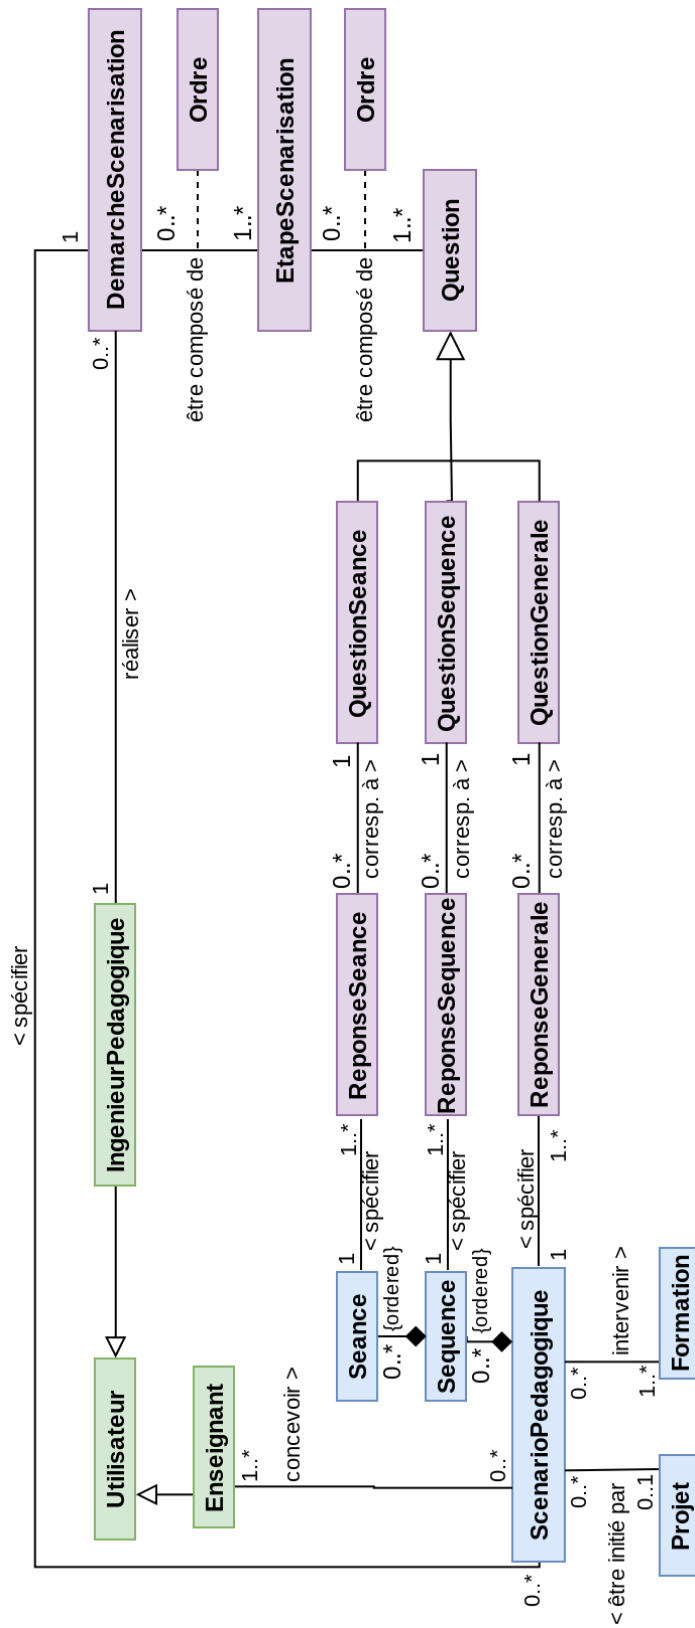 < spécifier
1
DemarcheScenarisation
0..*
réaliser >
1
IngenieurPedagogique
Utilisateur
Ordre
0..*
1..*
être composé de
EtapeScenarisation
Ordre
0..*
1..*
être composé de
Question
Enseignant
1..*
concevoir >
0..*
QuestionSeance
1
corresp. à >
0..*
ReponseSeance
1..*
< spécifier
1
Seance
{ordered}
0..*
QuestionSequence
1
corresp. à >
0..*
ReponseSequence
1..*
< spécifier
1
Sequence
{ordered}
0..*
QuestionGenerale
1
corresp. à >
0..*
ReponseGenerale
< spécifier
1..*
1
ScenarioPedagogique
0..*
0..*
intervenir >
1..*
Formation
0..*
< être initié par
0..1
Projet